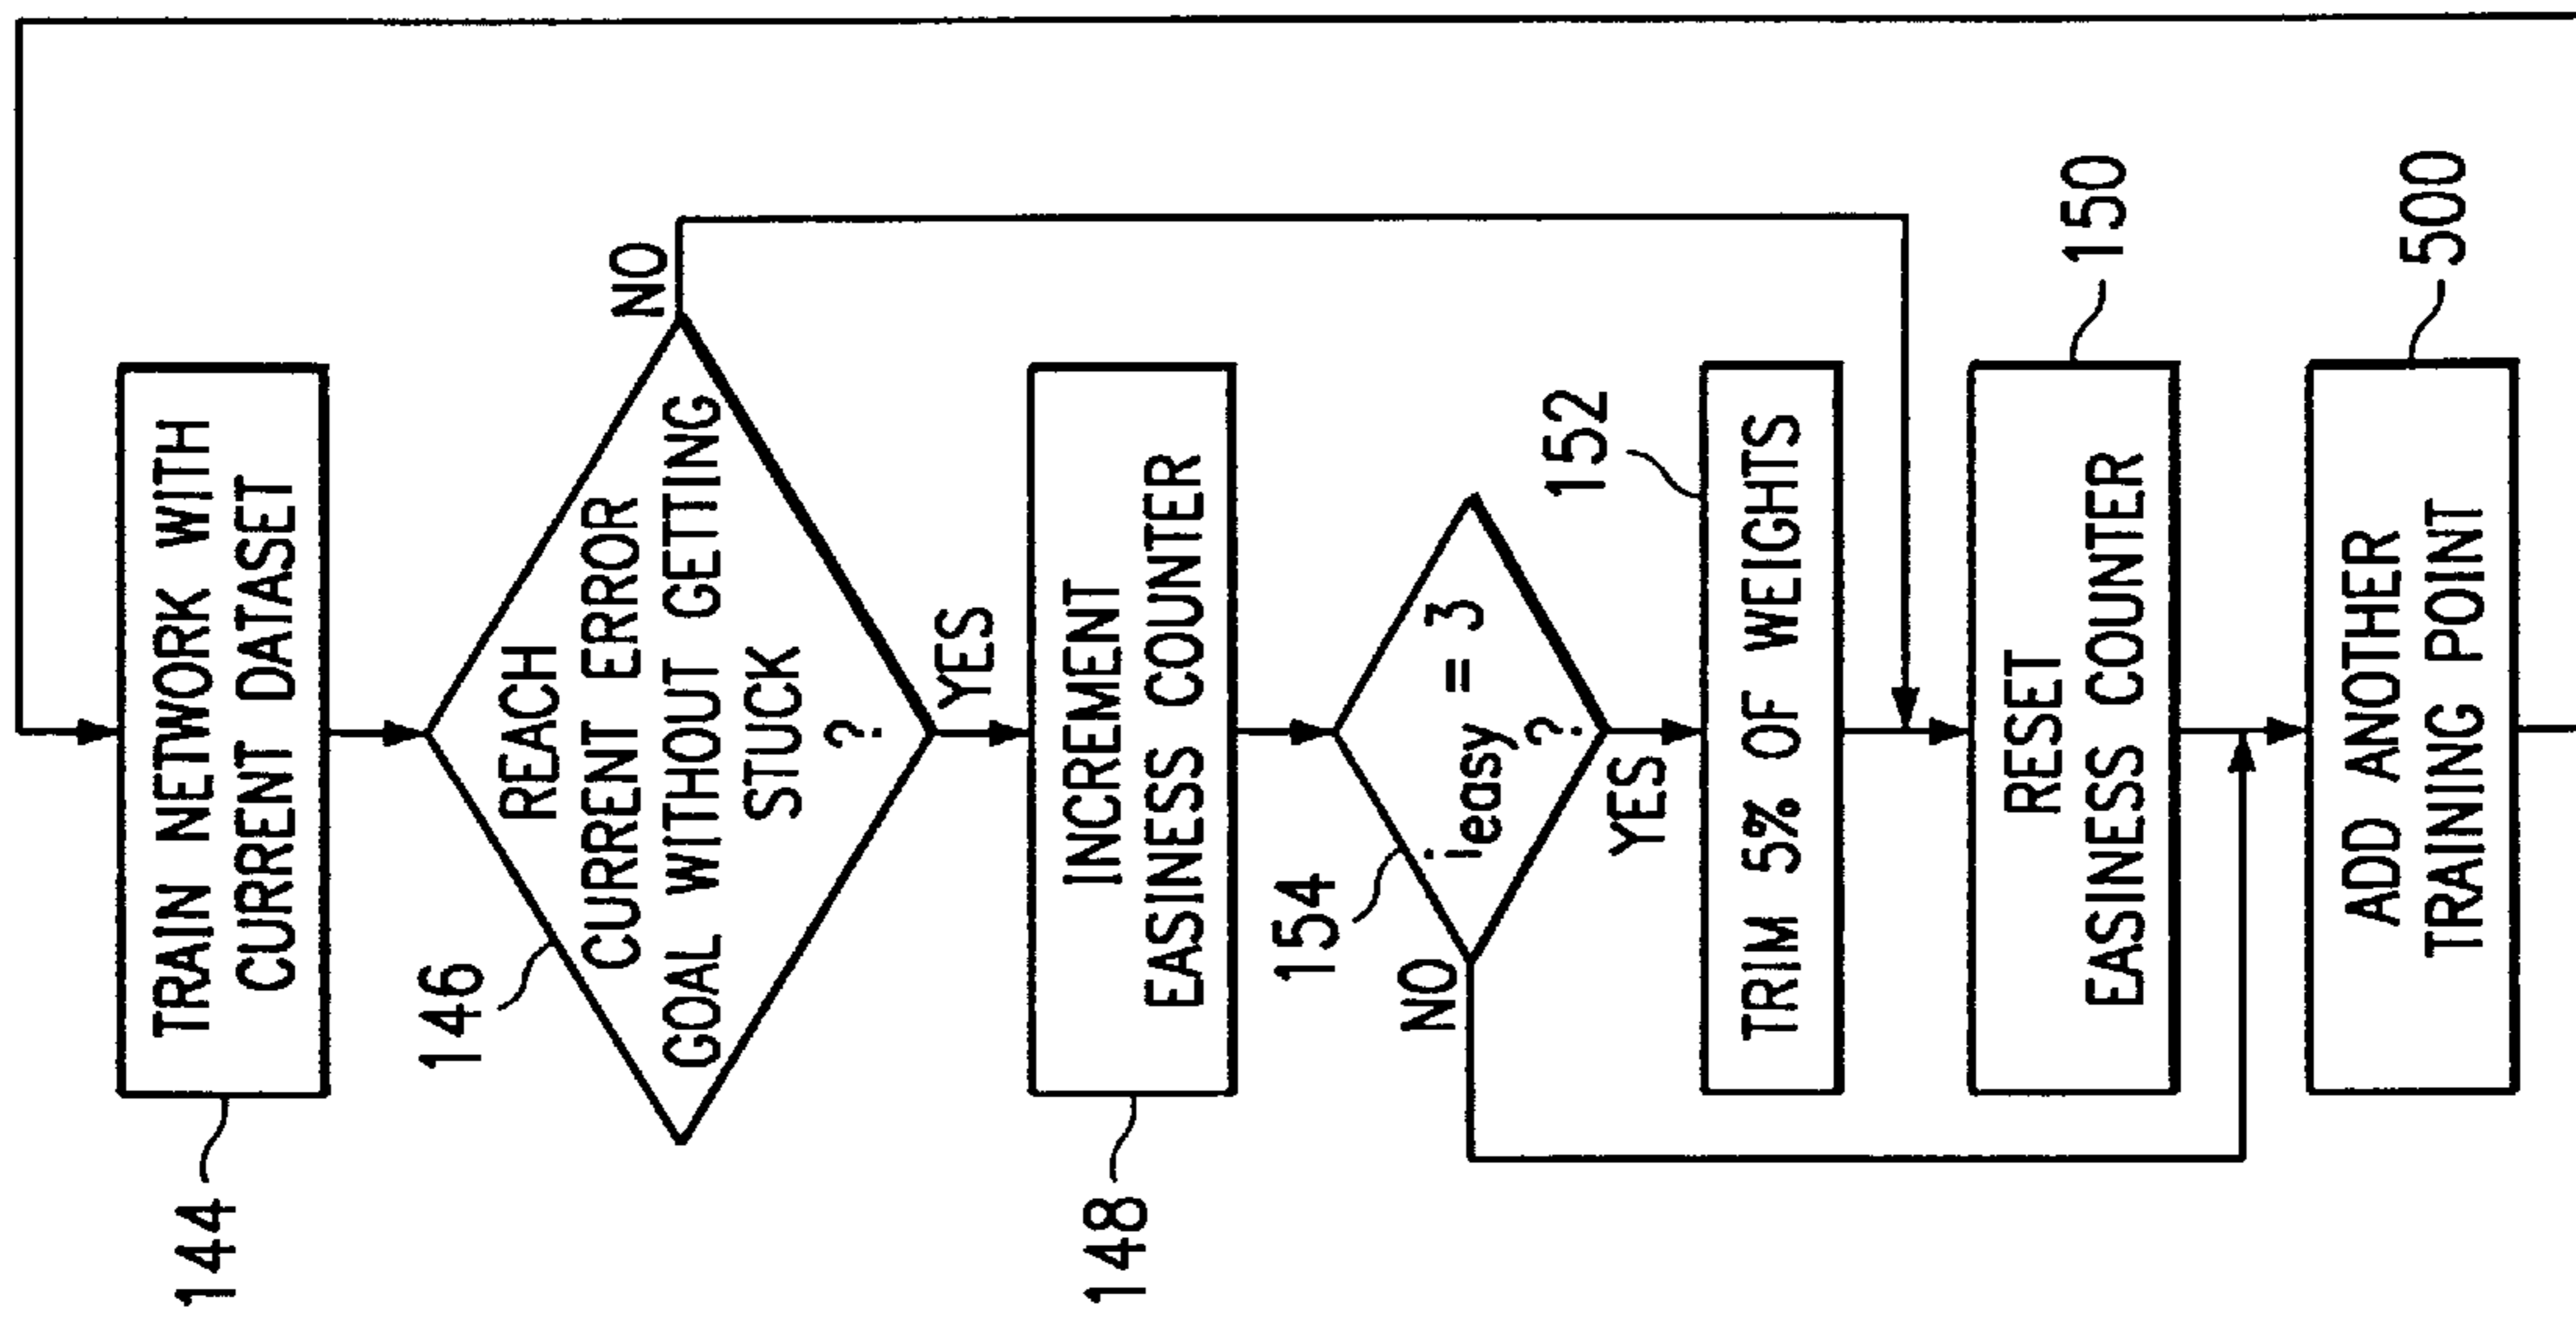 144
TRAIN NETWORK WITH
CURRENT DATASET
146
REACH
CURRENT ERROR
GOAL WITHOUT GETTING
STUCK
?
NO
YES
148
INCREMENT
EASINESS COUNTER
154
i_easy = 3
?
NO
YES
152
TRIM 5% OF WEIGHTS
RESET
EASINESS COUNTER
150
ADD ANOTHER
TRAINING POINT
500